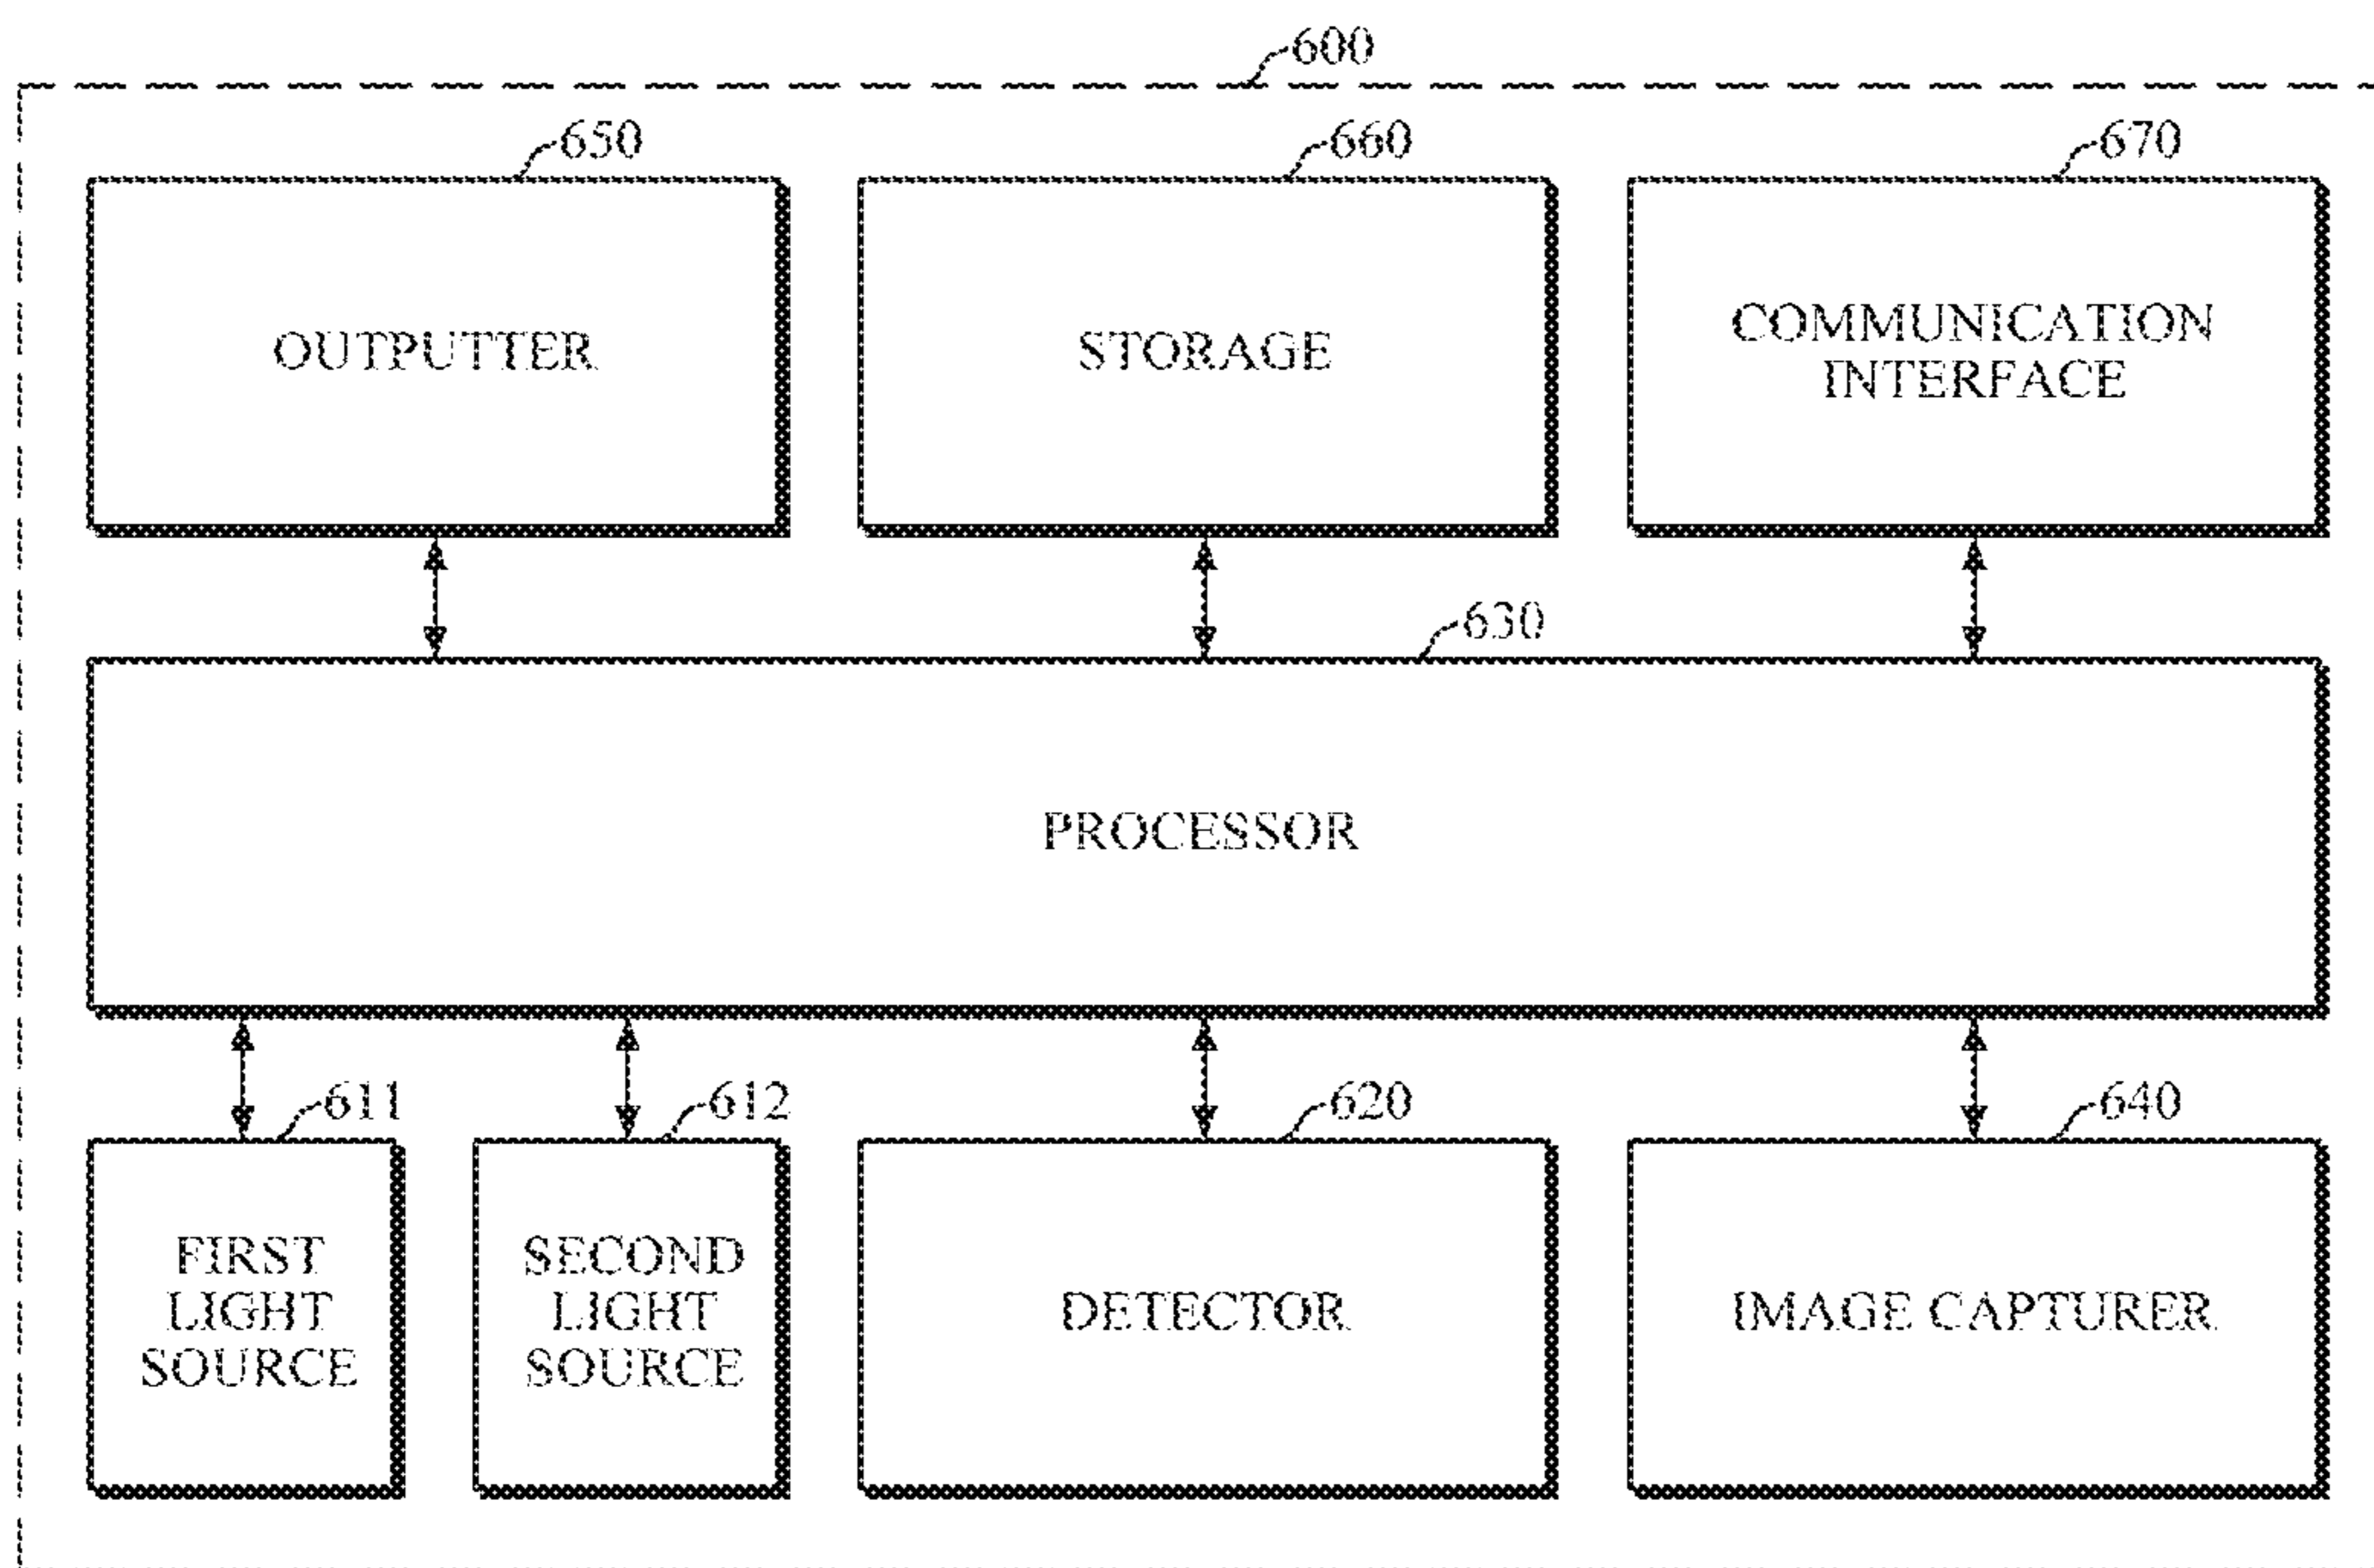 600
650
660
670
OUTPUTTER
STORAGE
COMMUNICATION
INTERFACE
630
PROCESSOR
611
612
620
640
FIRST
LIGHT
SOURCE
SECOND
LIGHT
SOURCE
DETECTOR
IMAGE CAPTURER